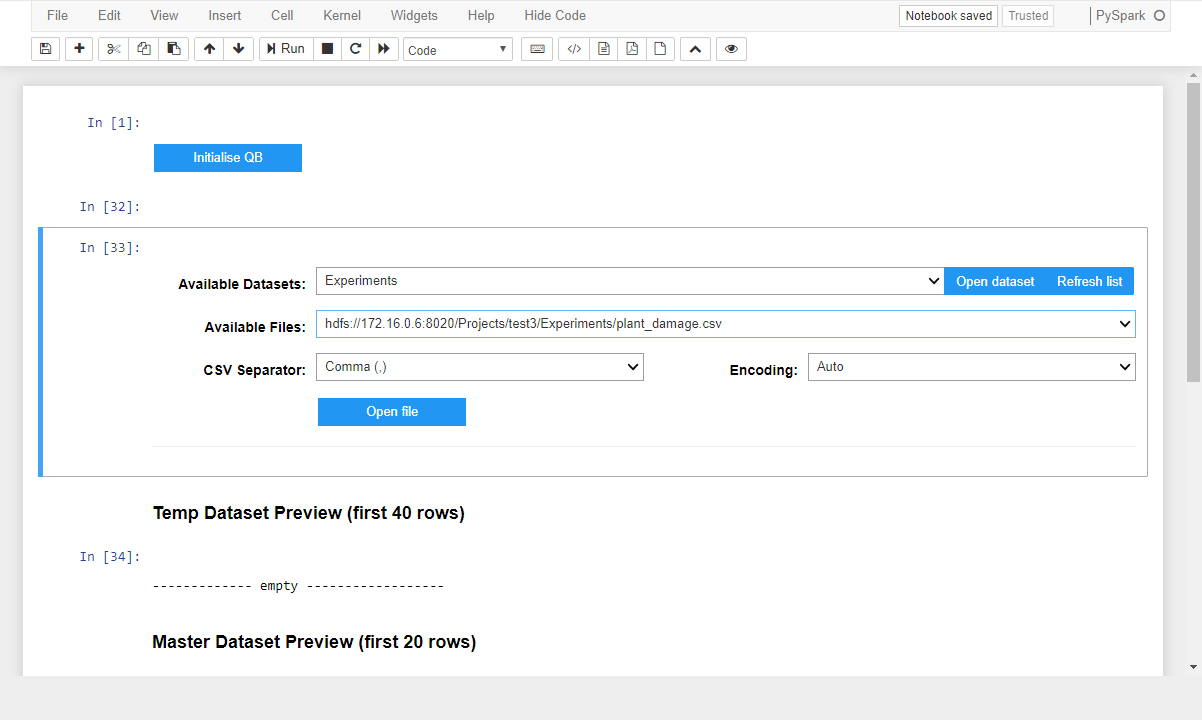 File Edit View Insert Cell Kernel Widgets Help Hide Code Notebook saved Trusted PySpark
Run Code
In [1]:
Initialise QB
In [32]:
In [33]:
Available Datasets: Experiments Open dataset Refresh list
Available Files: hdfs://172.16.0.6:8020/Projects/test3/Experiments/plant_damage.csv
CSV Separator: Comma (,) Encoding: Auto
Open file
Temp Dataset Preview (first 40 rows)
In [34]:
------------- empty ------------------
Master Dataset Preview (first 20 rows)